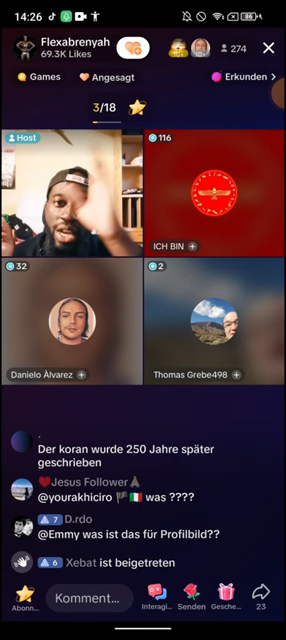 14:26
86
Flexabrenyah
69.3K Likes
274
Games
Angesagt
Erkunden
3/18
Host
116
ICH BIN
32
2
Danielo Àlvarez
Thomas Grebe498
.
Der koran wurde 250 Jahre später
geschrieben
❤️Jesus Follower🙏🏿
@yourakhiciro 🏴🇮🇹 was ????
7 D.rdo
@Emmy was ist das für Profilbild??
6 Xebat ist beigetreten
Komment...
Abonn...
Interagi...
Senden
Gesche...
23